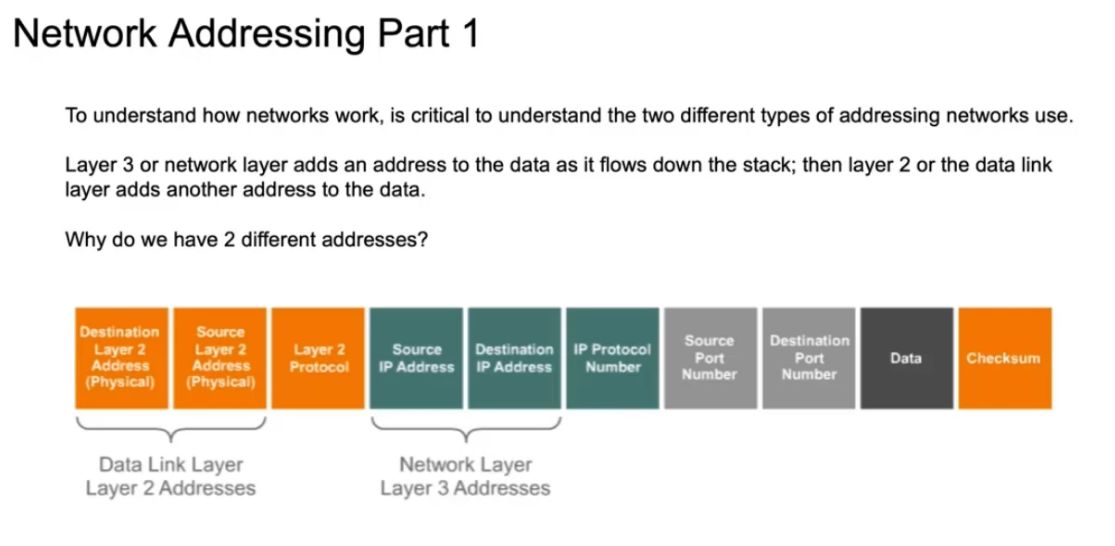 Network Addressing Part 1
To understand how networks work, is critical to understand the two different types of addressing networks use.
Layer 3 or network layer adds an address to the data as it flows down the stack; then layer 2 or the data link
layer adds another address to the data.
Why do we have 2 different addresses?
Destination
Layer 2
Address
(Physical)
Source
Layer 2
Address
(Physical)
Layer 2
Protocol
Source
IP Address
Destination
IP Address
IP Protocol
Number
Source
Port
Number
Destination
Port
Number
Data
Checksum
Data Link Layer
Layer 2 Addresses
Network Layer
Layer 3 Addresses